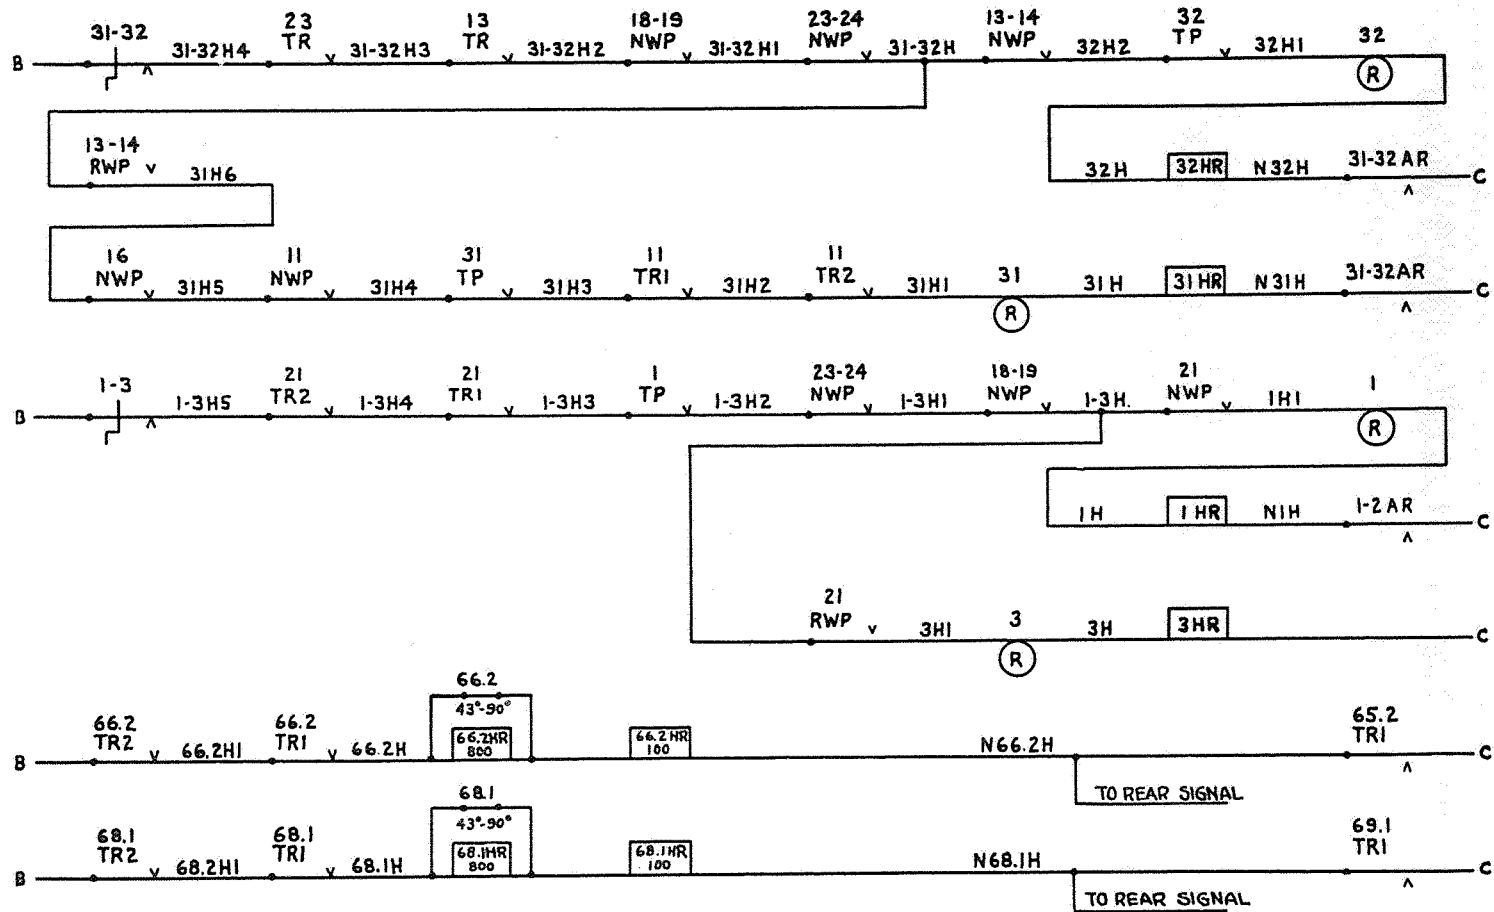 31-32 23 13 18-19 23-24 13-14 32 32
TR TR NWP NWP NWP TP
B 31-32H4 31-32H3 31-32H2 31-32H1 31-32H 32H2 32H1 R
13-14
RWP 31H6 32H 32HR N32H 31-32AR C
16 11 31 11 11 31
NWP NWP TP TR1 TR2 31-32AR
31H5 31H4 31H3 31H2 31H1 R 31H 31HR N31H C
1-3 21 21 1 23-24 18-19 21 1
TR2 TR1 TP NWP NWP NWP
B 1-3H5 1-3H4 1-3H3 1-3H2 1-3H1 1-3H. 1H1 R
1H 1HR N1H 1-2AR C
21 3
RWP 3H1 R 3H 3HR C
66.2
66.2 66.2 43°-90° 65.2
TR2 TR1 66.2HR 66.2HR TR1
B 66.2H1 66.2H 800 100 N66.2H C
TO REAR SIGNAL
68.1
68.1 68.1 43°-90° 69.1
TR2 TR1 68.1HR 68.1HR TR1
B 68.2H1 68.1H 800 100 N68.1H C
TO REAR SIGNAL